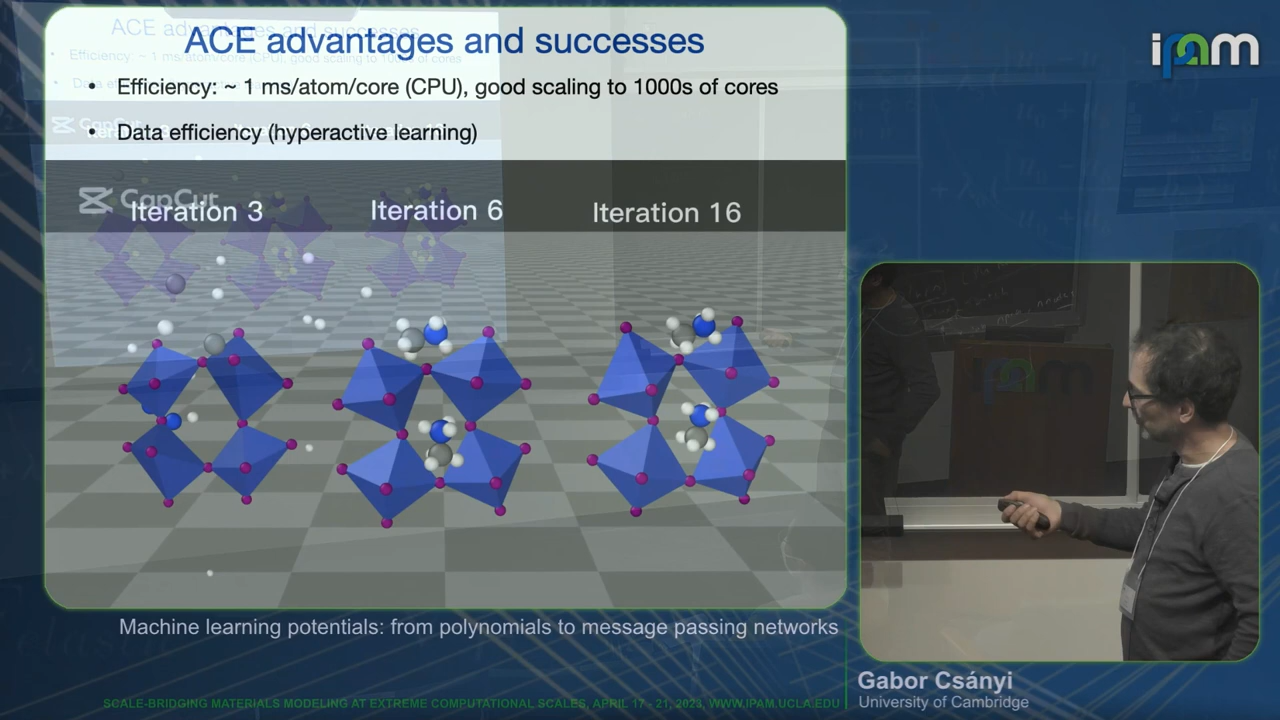 ACE advantages and successes
• Efficiency: ~ 1 ms/atom/core (CPU), good scaling to 1000s of cores
• Data efficiency (hyperactive learning)
CapCut
Iteration 3
Iteration 6
Iteration 16
ipam
Machine learning potentials: from polynomials to message passing networks
Gabor Csányi
University of Cambridge
SCALE-BRIDGING MATERIALS MODELING AT EXTREME COMPUTATIONAL SCALES, APRIL 17 - 21, 2023, WWW.IPAM.UCLA.EDU